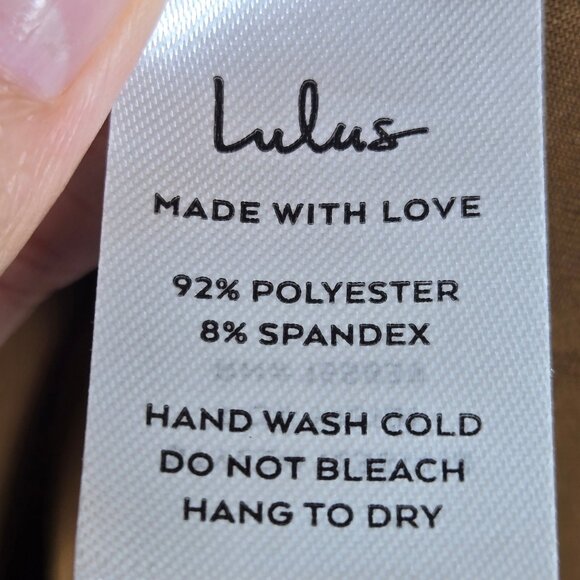 Lulus
MADE WITH LOVE
92% POLYESTER
8% SPANDEX
HAND WASH COLD
DO NOT BLEACH
HANG TO DRY